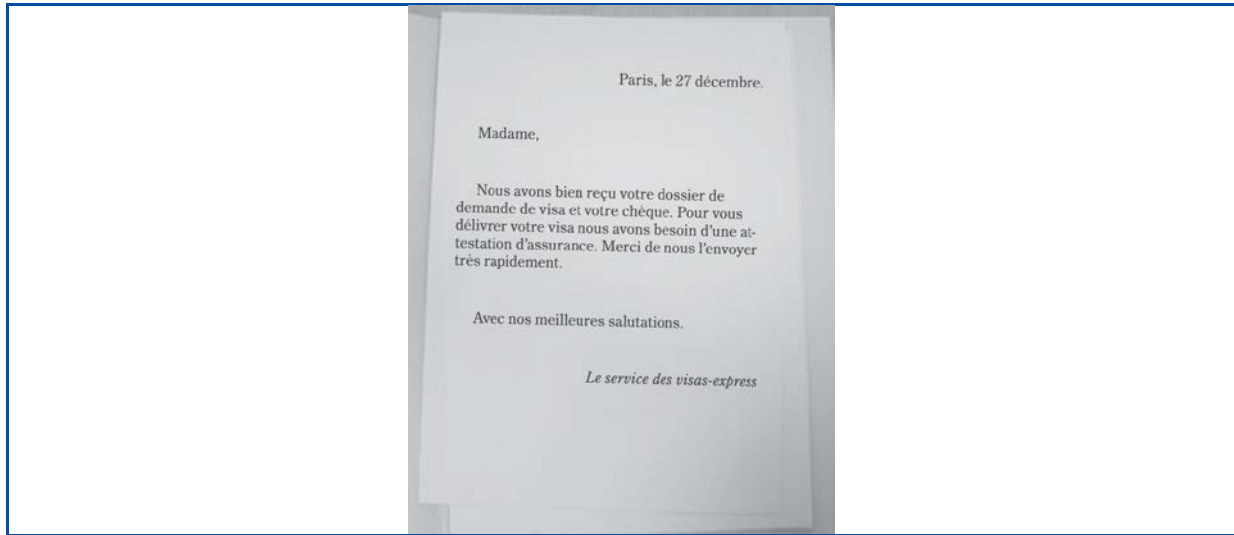 Paris, le 27 décembre.
Madame,
Nous avons bien reçu votre dossier de
demande de visa et votre chèque. Pour vous
délivrer votre visa nous avons besoin d'une at-
testation d'assurance. Merci de nous l'envoyer
très rapidement.
Avec nos meilleures salutations.
Le service des visas-express